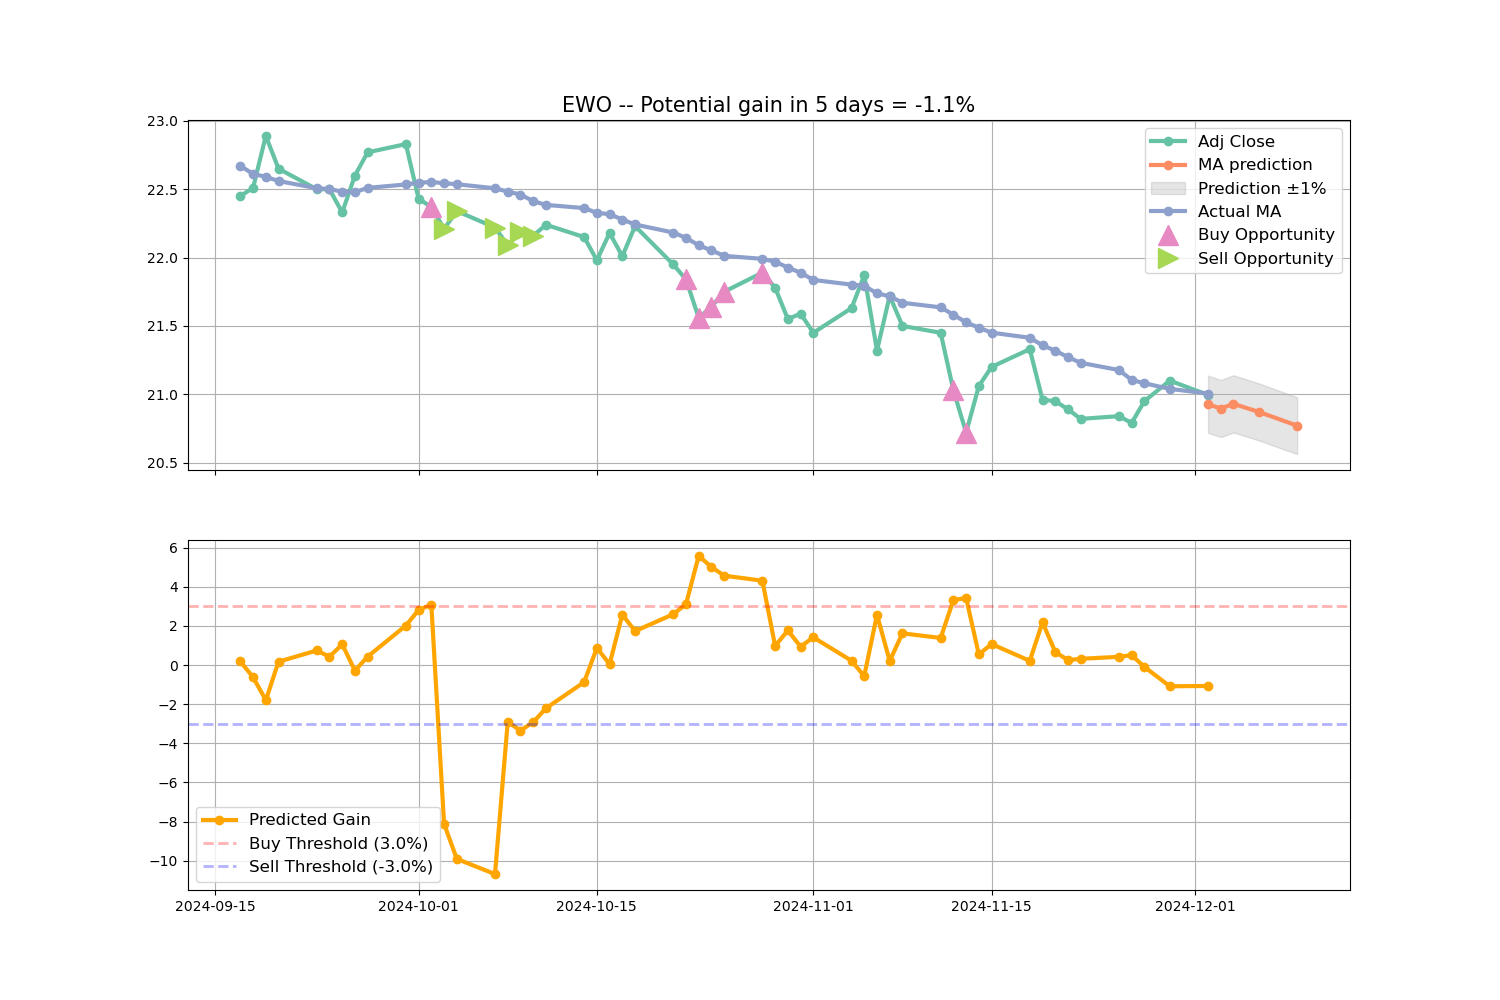 EWO -- Potential gain in 5 days = -1.1%
23.0
22.5
22.0
21.5
21.0
20.5
Adj Close
MA prediction
Prediction ±1%
Actual MA
Buy Opportunity
Sell Opportunity
6
4
2
0
−2
−4
−6
−8
−10
Predicted Gain
Buy Threshold (3.0%)
Sell Threshold (-3.0%)
2024-09-15
2024-10-01
2024-10-15
2024-11-01
2024-11-15
2024-12-01